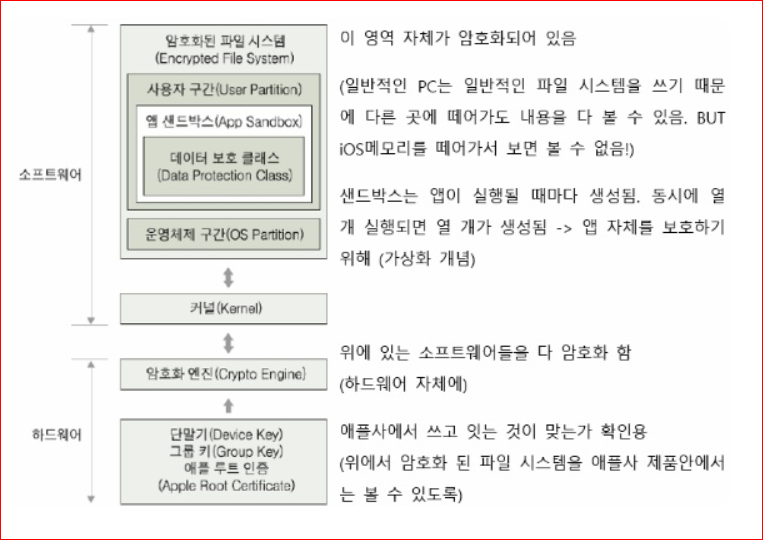 암호화된 파일 시스템
(Encrypted File System)
사용자 구간(User Partition)
앱 샌드박스(App Sandbox)
데이터 보호 클래스
(Data Protection Class)
소프트웨어
운영체제 구간(OS Partition)
커널(Kernel)
암호화 엔진(Crypto Engine)
하드웨어
단말기(Device Key)
그룹 키(Group Key)
애플 루트 인증
(Apple Root Certificate)
이 영역 자체가 암호화되어 있음
(일반적인 PC는 일반적인 파일 시스템을 쓰기 때문
에 다른 곳에 떼어가도 내용을 다 볼 수 있음. BUT
iOS메모리를 떼어가서 보면 볼 수 없음!)
샌드박스는 앱이 실행될 때마다 생성됨. 동시에 열
개 실행되면 열 개가 생성됨 -> 앱 자체를 보호하기
위해 (가상화 개념)
위에 있는 소프트웨어들을 다 암호화 함
(하드웨어 자체에)
애플사에서 쓰고 잇는 것이 맞는가 확인용
(위에서 암호화 된 파일 시스템을 애플사 제품안에서
는 볼 수 있도록)